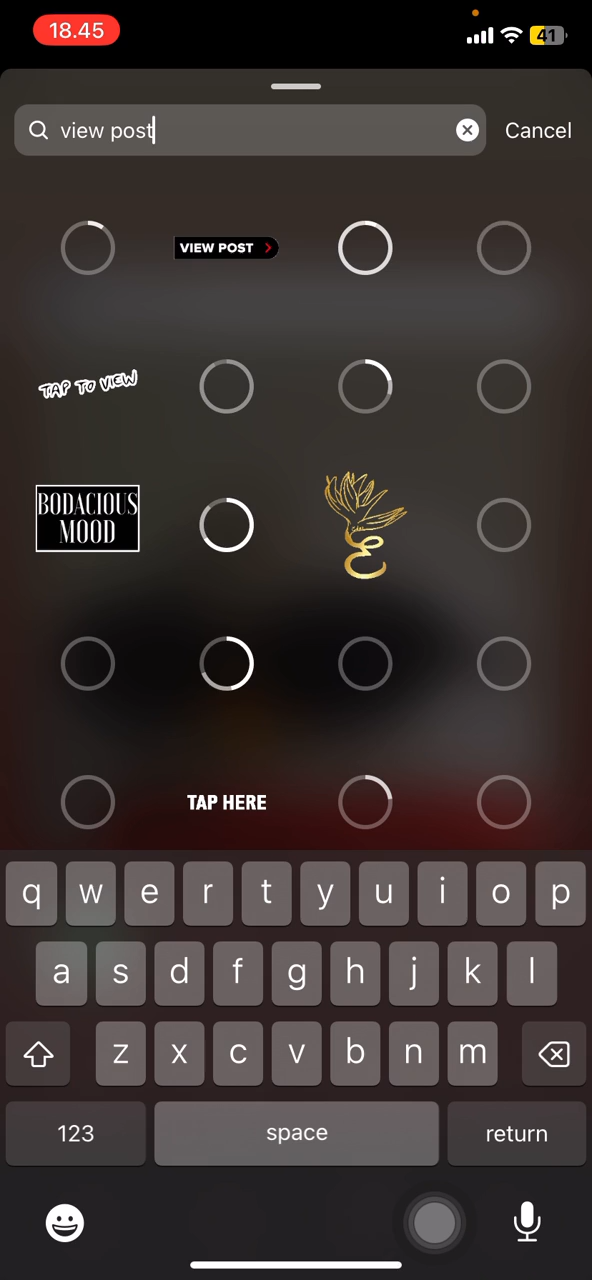 18.45
41
view post
Cancel
VIEW POST
TAP TO VIEW
BODACIOUS
MOOD
TAP HERE
q w e r t y u i o p
a s d f g h j k l
z x c v b n m
123 space return